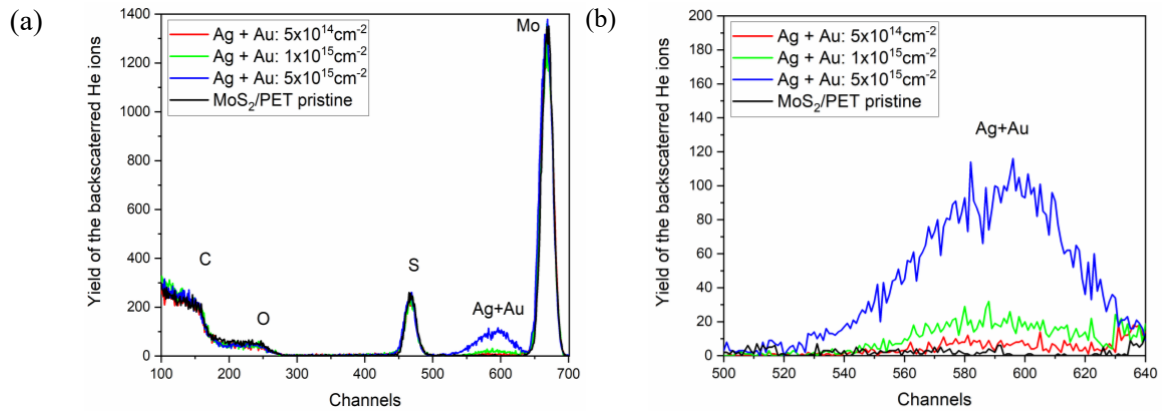 (a)
Yield of the backscaterred He ions
1400
1200
1000
800
600
400
200
0
Ag + Au: 5x10¹⁴cm⁻²
Ag + Au: 1x10¹⁵cm⁻²
Ag + Au: 5x10¹⁵cm⁻²
MoS₂/PET pristine
Mo
C
O
S
Ag+Au
100 200 300 400 500 600 700
Channels
(b)
Yield of the backscaterred He ions
200
180
160
140
120
100
80
60
40
20
0
Ag + Au: 5x10¹⁴cm⁻²
Ag + Au: 1x10¹⁵cm⁻²
Ag + Au: 5x10¹⁵cm⁻²
MoS₂/PET pristine
Ag+Au
500 520 540 560 580 600 620 640
Channels